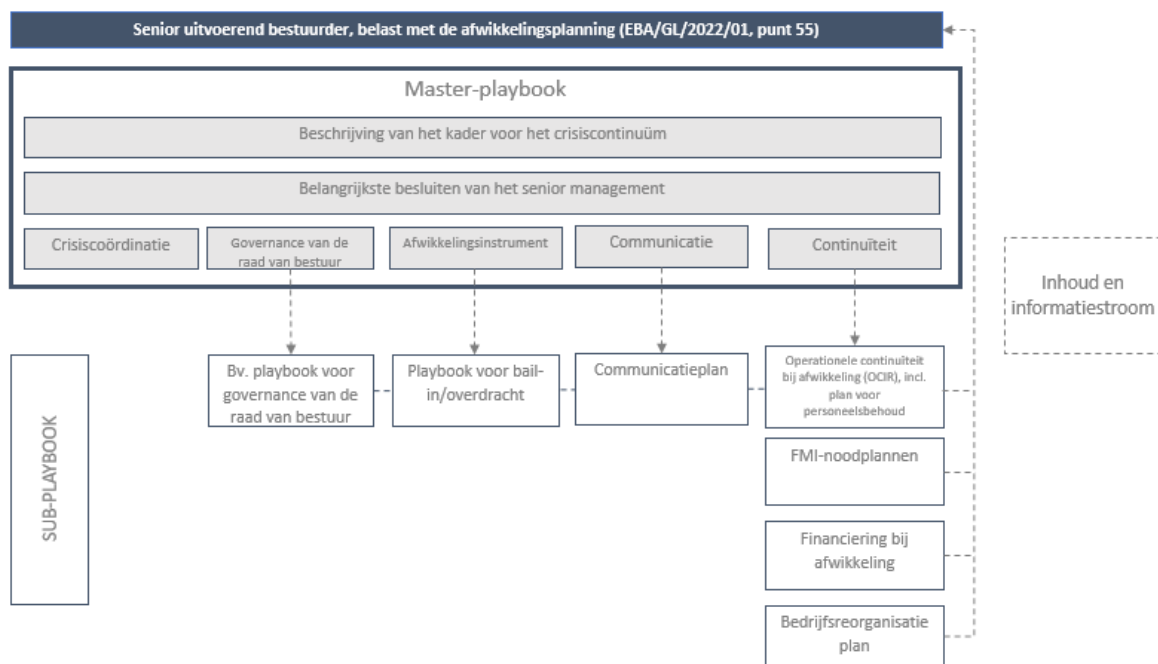 Senior uitvoerend bestuurder, belast met de afwikkelingsplanning (EBA/GL/2022/01, punt 55)
Master-playbook
Beschrijving van het kader voor het crisiscontinuüm
Belangrijkste besluiten van het senior management
Crisiscoördinatie
Governance van de
raad van bestuur
Afwikkelingsinstrument
Communicatie
Continuïteit
Inhoud en
informatiestroom
SUB-PLAYBOOK
Bv. playbook voor
governance van de
raad van bestuur
Playbook voor bail-
in/overdracht
Communicatieplan
Operationele continuïteit
bij afwikkeling (OCIR), incl.
plan voor
personeelsbehoud
FMI-noodplannen
Financiering bij
afwikkeling
Bedrijfsreorganisatie
plan